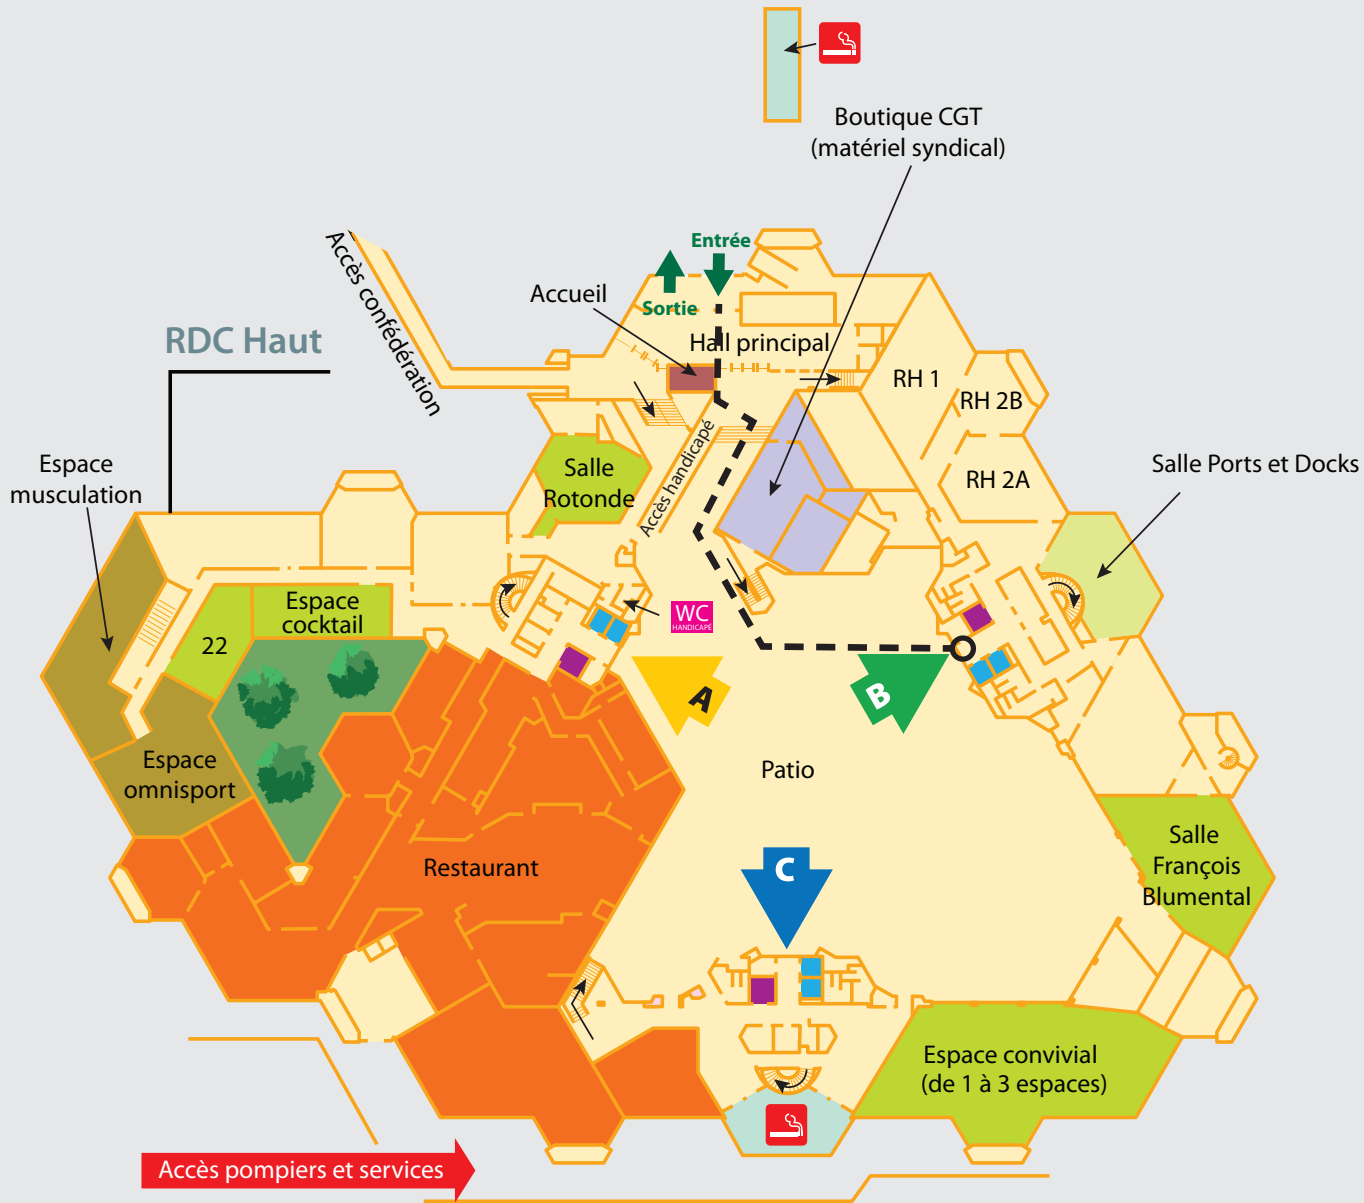 Boutique CGT
(matériel syndical)
Entrée
Sortie
Accueil
Accès confédération
RDC Haut
Hall principal
RH 1
RH 2B
RH 2A
Accès handicapé
Salle
Rotonde
Espace
musculation
Salle Ports et Docks
Espace
cocktail
22
WC
HANDICAPÉ
A
B
Espace
omnisport
Patio
Restaurant
C
Salle
François
Blumental
Espace convivial
(de 1 à 3 espaces)
Accès pompiers et services